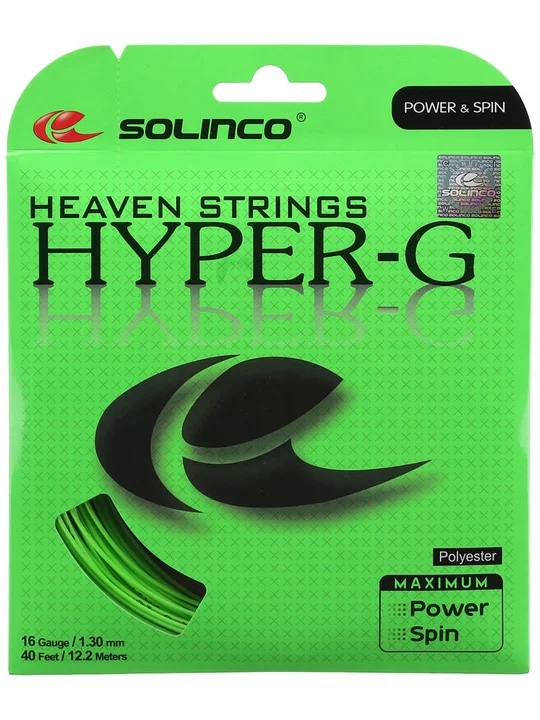 SOLINCO®
POWER & SPIN
SOLINCO
HEAVEN STRINGS
HYPER-G
Polyester
MAXIMUM
Power
Spin
16 Gauge / 1.30 mm
40 Feet / 12.2 Meters